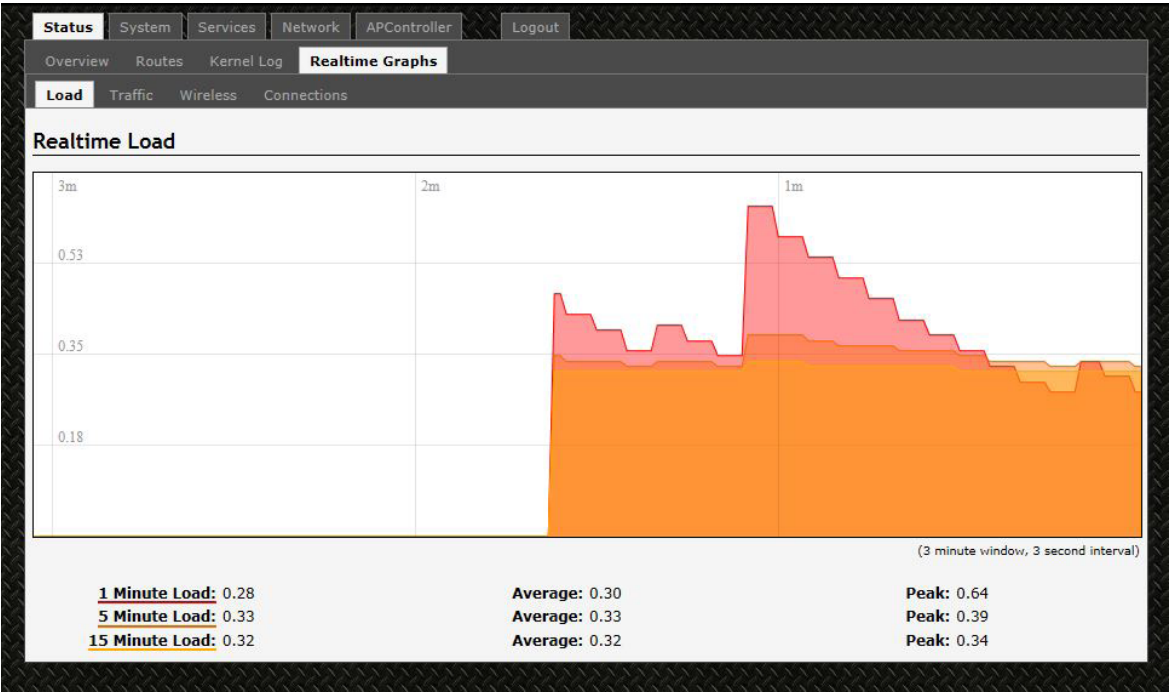 Status System Services Network APController Logout
Overview Routes Kernel Log Realtime Graphs
Load Traffic Wireless Connections
Realtime Load
3m 2m 1m
0.53
0.35
0.18
(3 minute window, 3 second interval)
1 Minute Load: 0.28 Average: 0.30 Peak: 0.64
5 Minute Load: 0.33 Average: 0.33 Peak: 0.39
15 Minute Load: 0.32 Average: 0.32 Peak: 0.34